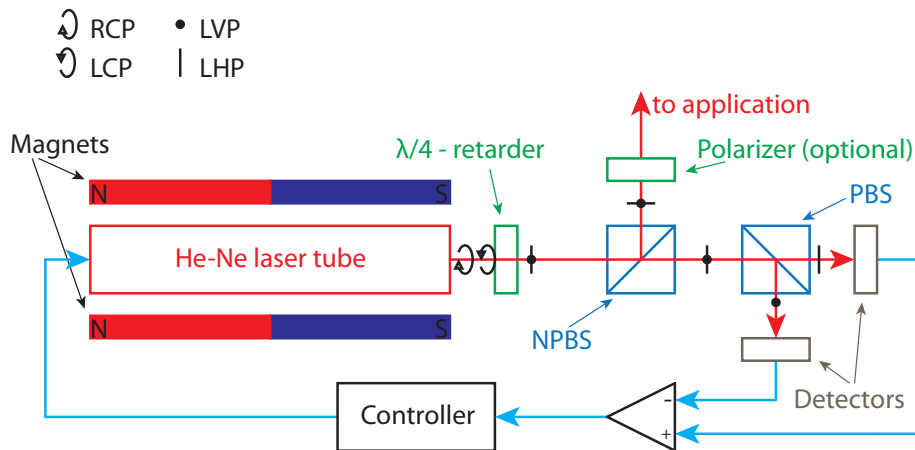 RCP
LVP
LCP
LHP
to application
Magnets
λ/4 - retarder
Polarizer (optional)
PBS
N
S
He-Ne laser tube
N
S
NPBS
Detectors
Controller
-
+